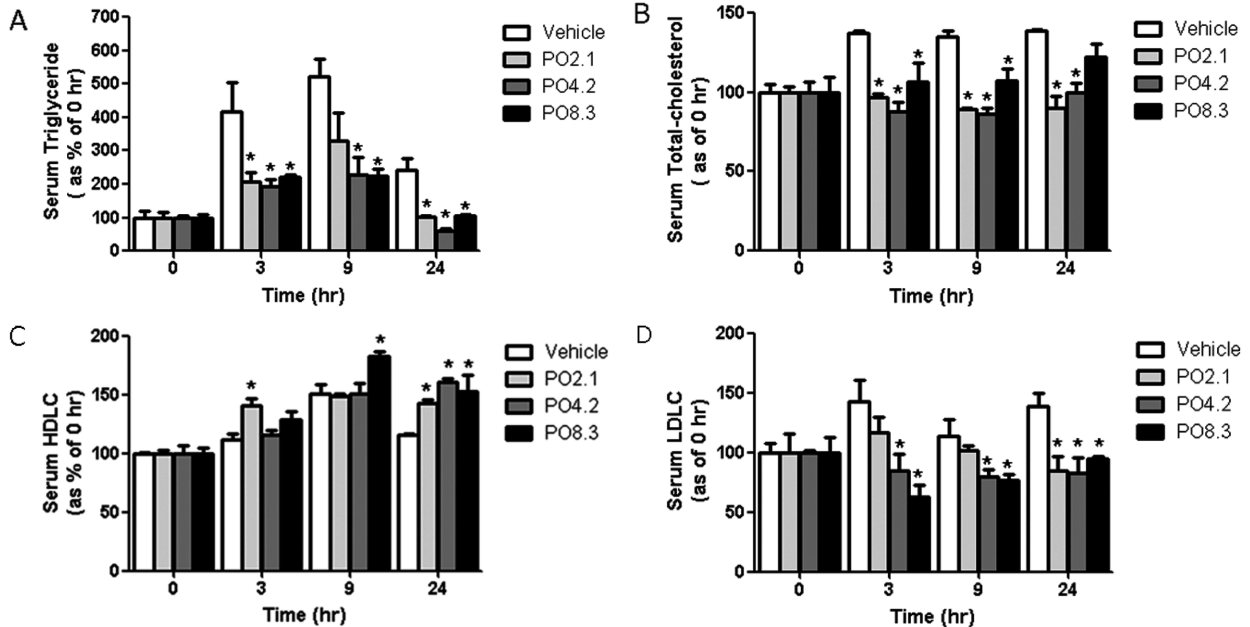 A
Serum Triglyceride
( as % of 0 hr)
700
600
500
400
300
200
100
0
* * *
* *
* * *
0 3 9 24
Time (hr)
Vehicle
PO2.1
PO4.2
PO8.3
B
Serum Total-cholesterol
( as of 0 hr)
150
100
50
0
* * *
* * *
* *
0 3 9 24
Time (hr)
Vehicle
PO2.1
PO4.2
PO8.3
C
Serum HDLC
(as % of 0 hr)
200
150
100
50
0
*
*
* * *
0 3 9 24
Time (hr)
Vehicle
PO2.1
PO4.2
PO8.3
D
Serum LDLC
(as of 0 hr)
200
150
100
50
0
* *
* *
* * *
0 3 9 24
Time (hr)
Vehicle
PO2.1
PO4.2
PO8.3